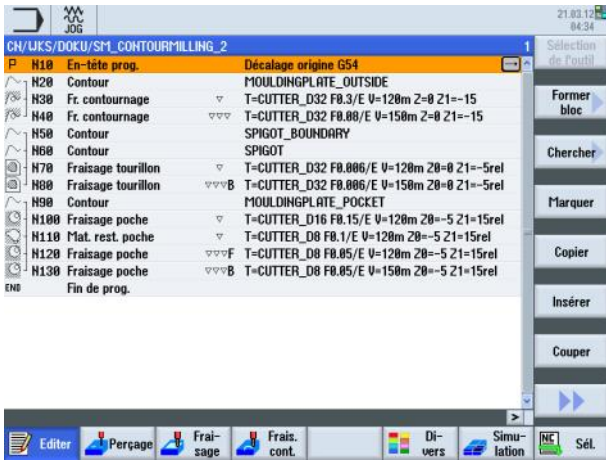 JOG
21.03.12
04:34
CN/WKS/DOKU/SM_CONTOURMILLING_2 1
Sélection de l'outil
P N10 En-tête prog. Décalage origine G54
N20 Contour MOULDINGPLATE_OUTSIDE
N30 Fr. contournage ▽ T=CUTTER_D32 F0.3/E V=120m Z=0 Z1=-15
N40 Fr. contournage ▽▽▽ T=CUTTER_D32 F0.08/E V=150m Z=0 Z1=-15
N50 Contour SPIGOT_BOUNDARY
N60 Contour SPIGOT
N70 Fraisage tourillon ▽ T=CUTTER_D32 F0.006/E V=120m Z0=0 Z1=-5rel
N80 Fraisage tourillon ▽▽▽B T=CUTTER_D32 F0.006/E V=150m Z0=0 Z1=-5rel
N90 Contour MOULDINGPLATE_POCKET
N100 Fraisage poche ▽ T=CUTTER_D16 F0.15/E V=120m Z0=-5 Z1=15rel
N110 Mat. rest. poche ▽ T=CUTTER_D8 F0.1/E V=120m Z0=-5 Z1=15rel
N120 Fraisage poche ▽▽▽F T=CUTTER_D8 F0.05/E V=120m Z0=-5 Z1=15rel
N130 Fraisage poche ▽▽▽B T=CUTTER_D8 F0.05/E V=150m Z0=-5 Z1=15rel
END Fin de prog.
Former bloc
Chercher
Marquer
Copier
Insérer
Couper
Editer
Perçage
Frai-
sage
Frais.
cont.
Di-
vers
Simu-
lation
NC Sél.